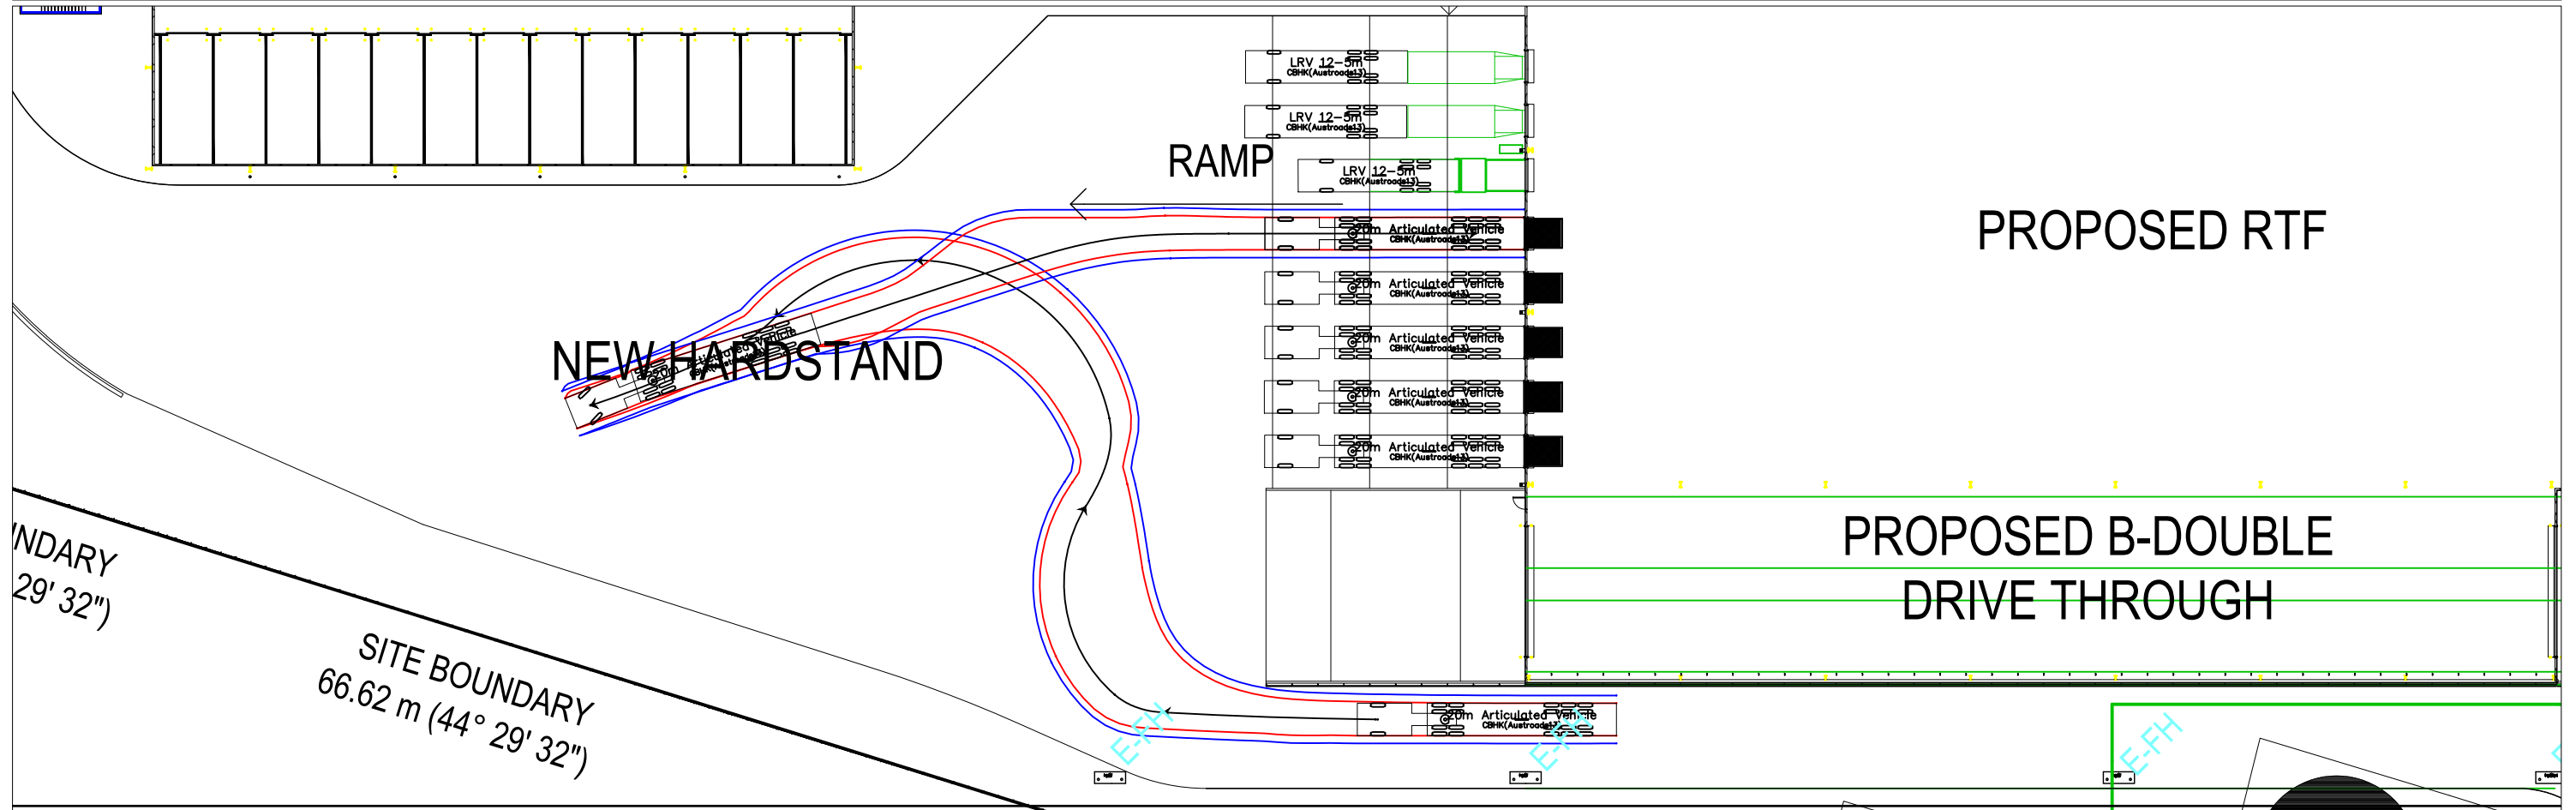 LRV 12-5m
CBHK(Austroads13)
LRV 12-5m
CBHK(Austroads13)
RAMP
LRV 12-5m
CBHK(Austroads13)
PROPOSED RTF
20m Articulated Vehicle
CBHK(Austroads13)
20m Articulated Vehicle
CBHK(Austroads13)
20m Articulated Vehicle
CBHK(Austroads13)
20m Articulated Vehicle
CBHK(Austroads13)
20m Articulated Vehicle
CBHK(Austroads13)
NEW HARDSTAND
PROPOSED B-DOUBLE
DRIVE THROUGH
UNDARY
29' 32")
SITE BOUNDARY
66.62 m (44° 29' 32")
20m Articulated Vehicle
CBHK(Austroads13)
E-FH
E-FH
E-FH